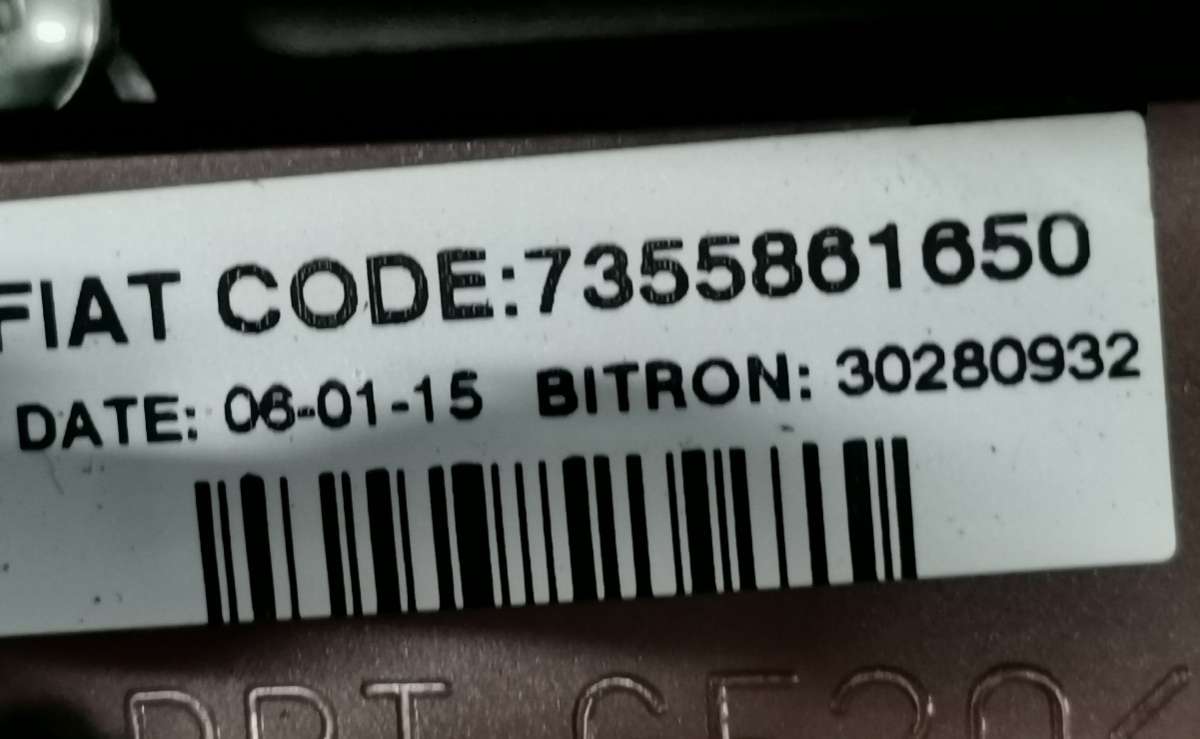 FIAT CODE:7355861650
DATE: 06-01-15 BITRON: 30280932